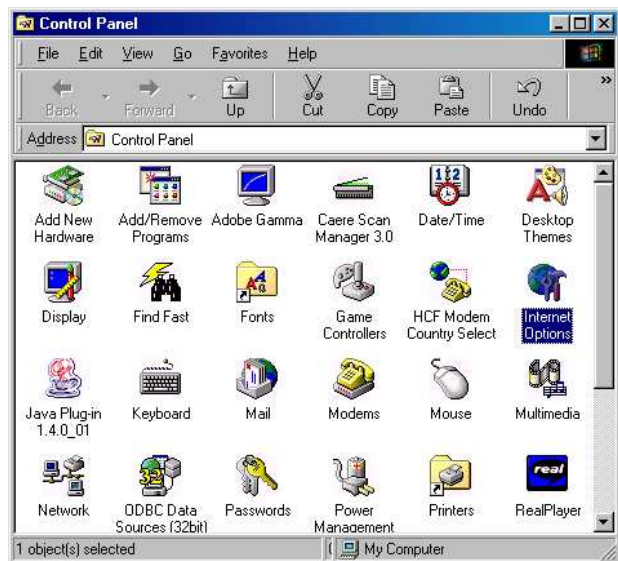 Control Panel
File Edit View Go Favorites Help
Back Forward Up Cut Copy Paste Undo »
Address Control Panel
Add New Hardware
Add/Remove Programs
Adobe Gamma
Caere Scan Manager 3.0
Date/Time
Desktop Themes
Display
Find Fast
Fonts
Game Controllers
HCF Modem Country Select
Internet Options
Java Plug-in 1.4.0_01
Keyboard
Mail
Modems
Mouse
Multimedia
Network
ODBC Data Sources (32bit)
Passwords
Power Management
Printers
real
RealPlayer
1 object(s) selected
My Computer